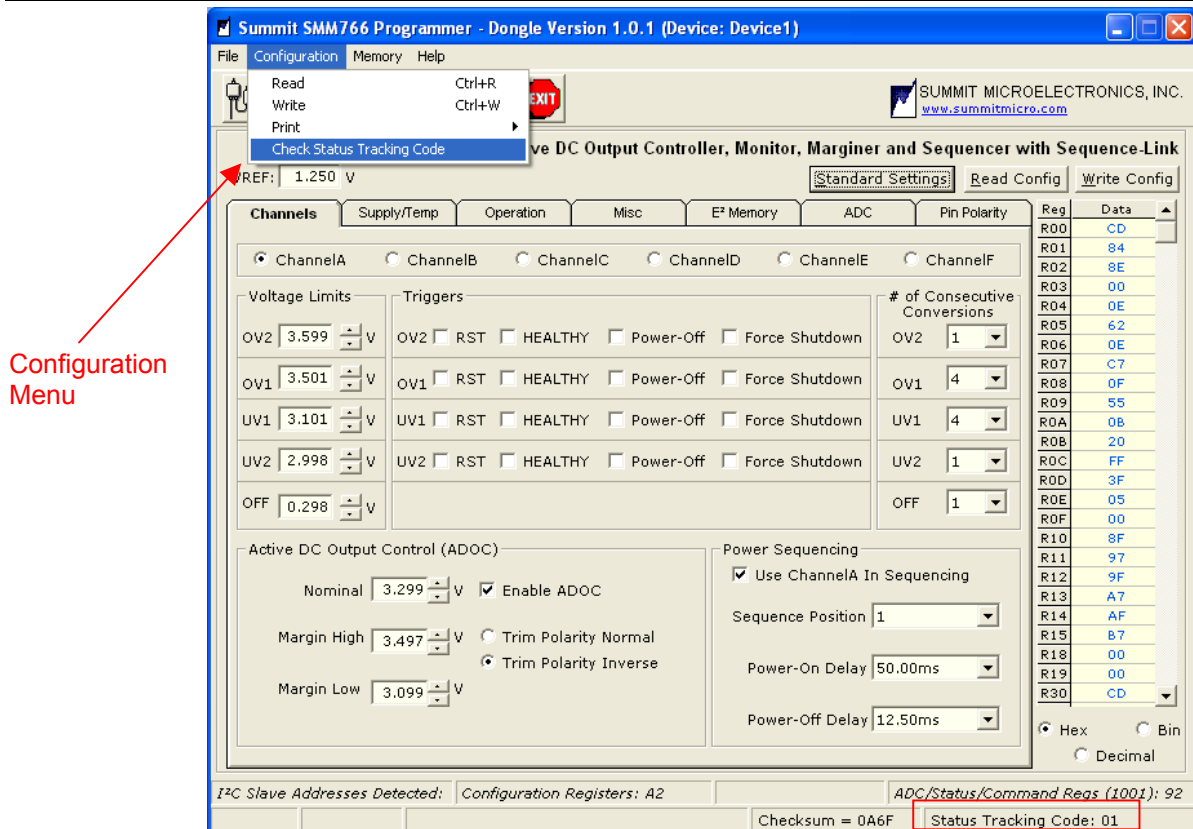 Summit SMM766 Programmer - Dongle Version 1.0.1 (Device: Device1)
File Configuration Memory Help
Read Ctrl+R
Write Ctrl+W
Print
Check Status Tracking Code
EXIT
SUMMIT MICROELECTRONICS, INC.
www.summitmicro.com
ve DC Output Controller, Monitor, Marginer and Sequencer with Sequence-Link
VREF: 1.250 V
Standard Settings Read Config Write Config
Channels Supply/Temp Operation Misc E² Memory ADC Pin Polarity
ChannelA ChannelB ChannelC ChannelD ChannelE ChannelF
Voltage Limits Triggers # of Consecutive Conversions
OV2 3.599 V OV2 RST HEALTHY Power-Off Force Shutdown OV2 1
OV1 3.501 V OV1 RST HEALTHY Power-Off Force Shutdown OV1 4
UV1 3.101 V UV1 RST HEALTHY Power-Off Force Shutdown UV1 4
UV2 2.998 V UV2 RST HEALTHY Power-Off Force Shutdown UV2 1
OFF 0.298 V OFF 1
Active DC Output Control (ADOC)
Nominal 3.299 V Enable ADOC
Margin High 3.497 V Trim Polarity Normal
Trim Polarity Inverse
Margin Low 3.099 V
Power Sequencing
Use ChannelA In Sequencing
Sequence Position 1
Power-On Delay 50.00ms
Power-Off Delay 12.50ms
Reg Data
R00 CD
R01 84
R02 8E
R03 00
R04 0E
R05 62
R06 0E
R07 C7
R08 0F
R09 55
R0A 0B
R0B 20
R0C FF
R0D 3F
R0E 05
R0F 00
R10 8F
R11 97
R12 9F
R13 A7
R14 AF
R15 B7
R18 00
R19 00
R30 CD
Hex Bin
Decimal
I²C Slave Addresses Detected: Configuration Registers: A2 ADC/Status/Command Regs (1001): 92
Checksum = 0A6F Status Tracking Code: 01
Configuration
Menu